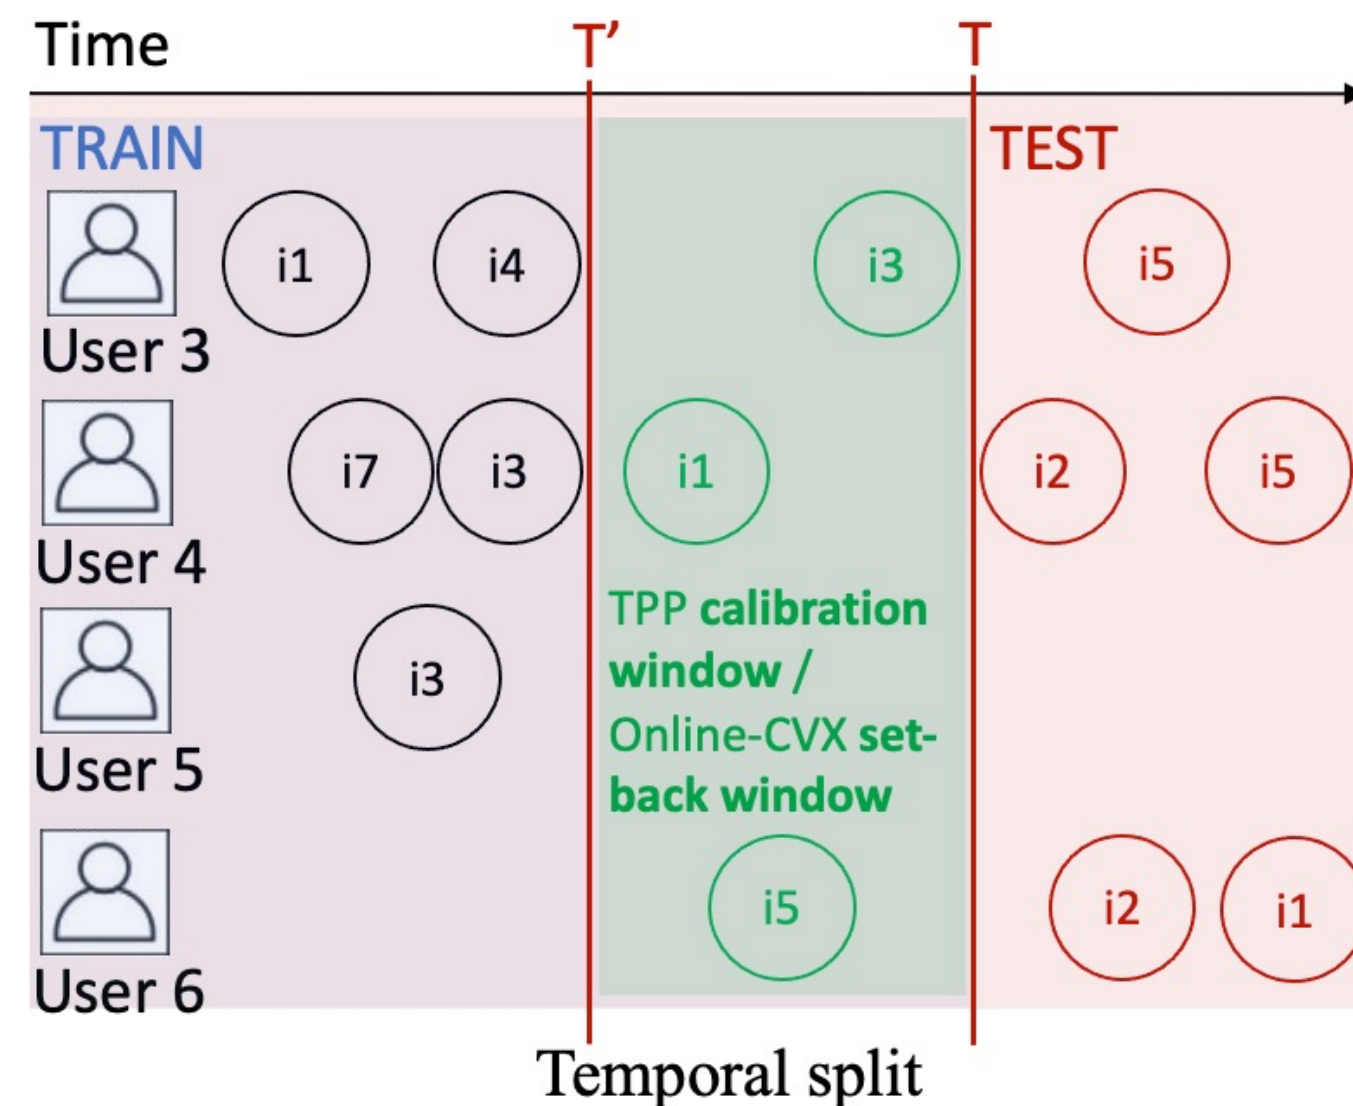 Time
T’
T
TRAIN
TEST
i1
i4
i3
i5
User 3
i7
i3
i1
i2
i5
User 4
i3
TPP calibration
window /
Online-CVX set-
back window
User 5
i5
i2
i1
User 6
Temporal split